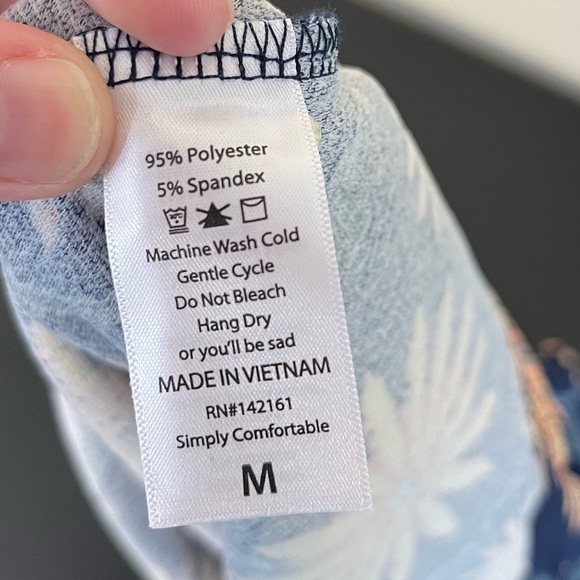 95% Polyester
5% Spandex
Machine Wash Cold
Gentle Cycle
Do Not Bleach
Hang Dry
or you'll be sad
MADE IN VIETNAM
RN#142161
Simply Comfortable
M